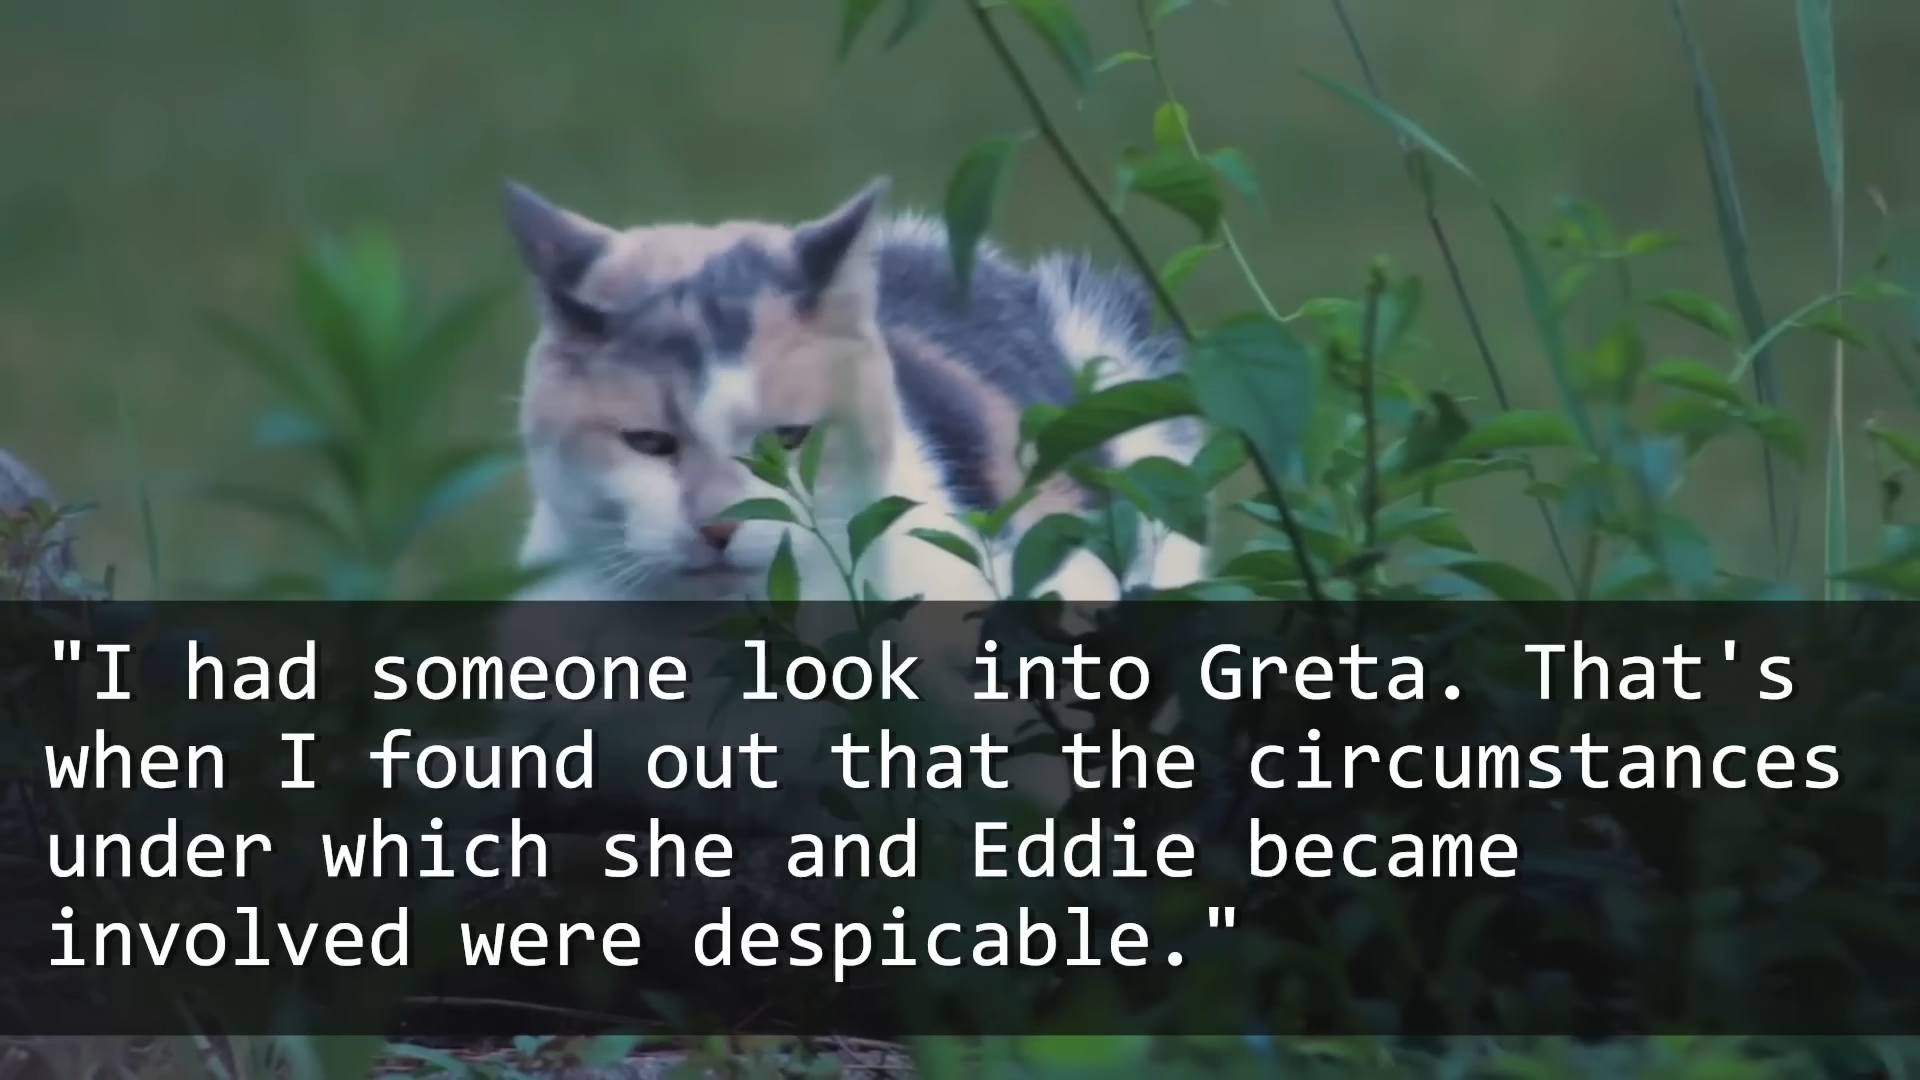 "I had someone look into Greta. That's
when I found out that the circumstances
under which she and Eddie became
involved were despicable."